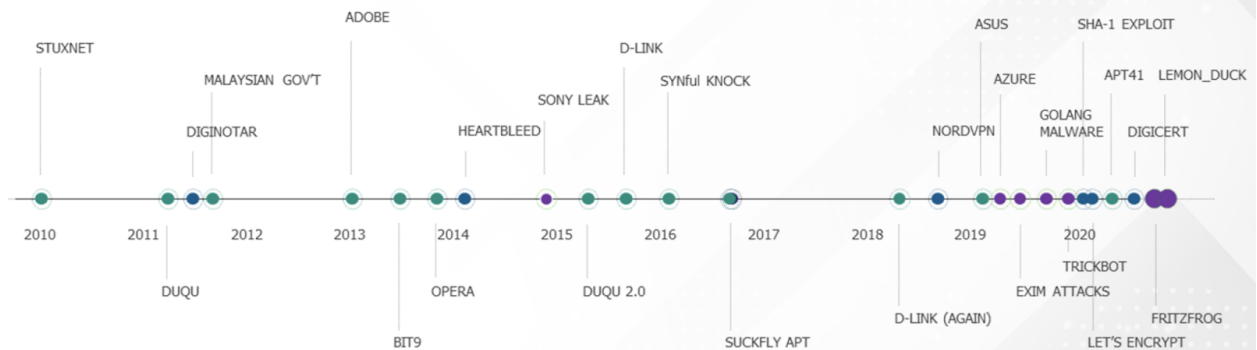 ADOBE
ASUS
SHA-1 EXPLOIT
STUXNET
D-LINK
MALAYSIAN GOV'T
SYNful KNOCK
AZURE
APT41
LEMON_DUCK
SONY LEAK
GOLANG
MALWARE
DIGINOTAR
HEARTBLEED
NORDVPN
DIGICERT
2010
2011
2012
2013
2014
2015
2016
2017
2018
2019
2020
TRICKBOT
DUQU
OPERA
DUQU 2.0
EXIM ATTACKS
D-LINK (AGAIN)
FRITZFROG
BIT9
SUCKFLY APT
LET'S ENCRYPT